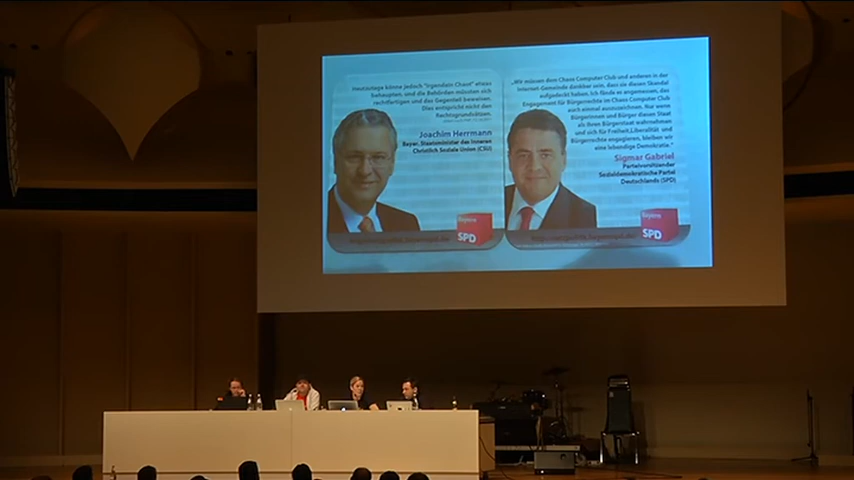 Heutzutage könne jedoch "irgendein Chaot" etwas
behaupten, und die Behörden müssten sich
rechtfertigen und das Gegenteil beweisen.
Dies entspricht nicht den
Rechtsgrundsätzen.
Joachim Herrmann
Bayer. Staatsminister des Inneren
Christlich Soziale Union (CSU)
Bayern
SPD
„Wir müssen dem Chaos Computer Club und anderen in der
Internet-Gemeinde dankbar sein, dass sie diesen Skandal
aufgedeckt haben. Ich fände es angemessen, das
Engagement für Bürgerrechte im Chaos Computer Club
auch einmal auszuzeichnen. Nur wenn
Bürgerinnen und Bürger diesen Staat
als ihren Bürgerstaat wahrnehmen
und sich für Freiheit, Liberalität und
Bürgerrechte engagieren, bleiben wir
eine lebendige Demokratie."
Sigmar Gabriel
Parteivorsitzender
Sozialdemokratische Partei
Deutschlands (SPD)
Bayern
SPD